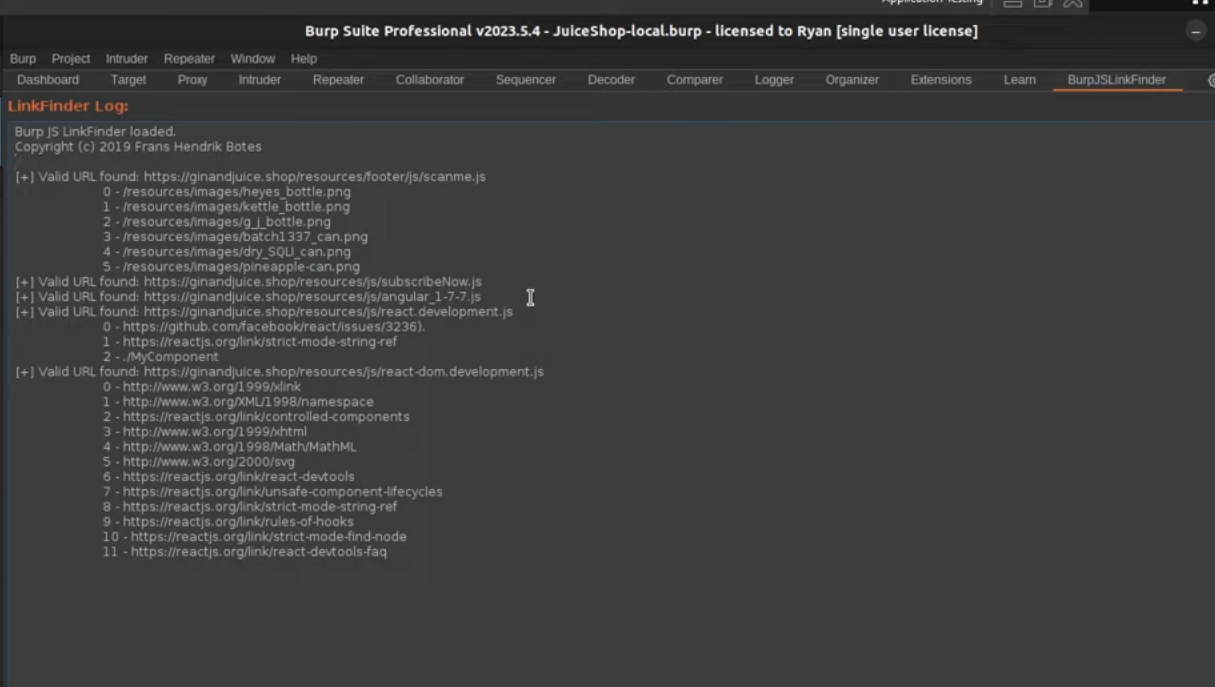 Application Testing
Burp Suite Professional v2023.5.4 - JuiceShop-local.burp - licensed to Ryan [single user license]
Burp Project Intruder Repeater Window Help
Dashboard Target Proxy Intruder Repeater Collaborator Sequencer Decoder Comparer Logger Organizer Extensions Learn BurpJSLinkFinder
LinkFinder Log:
Burp JS LinkFinder loaded.
Copyright (c) 2019 Frans Hendrik Botes
[+] Valid URL found: https://ginandjuice.shop/resources/footer/js/scanme.js
0 - /resources/images/heyes_bottle.png
1 - /resources/images/kettle_bottle.png
2 - /resources/images/g_j_bottle.png
3 - /resources/images/batch1337_can.png
4 - /resources/images/dry_SQLI_can.png
5 - /resources/images/pineapple-can.png
[+] Valid URL found: https://ginandjuice.shop/resources/js/subscribeNow.js
[+] Valid URL found: https://ginandjuice.shop/resources/js/angular_1-7-7.js
[+] Valid URL found: https://ginandjuice.shop/resources/js/react.development.js
0 - https://github.com/facebook/react/issues/3236).
1 - https://reactjs.org/link/strict-mode-string-ref
2 - ./MyComponent
[+] Valid URL found: https://ginandjuice.shop/resources/js/react-dom.development.js
0 - http://www.w3.org/1999/xlink
1 - http://www.w3.org/XML/1998/namespace
2 - https://reactjs.org/link/controlled-components
3 - http://www.w3.org/1999/xhtml
4 - http://www.w3.org/1998/Math/MathML
5 - http://www.w3.org/2000/svg
6 - https://reactjs.org/link/react-devtools
7 - https://reactjs.org/link/unsafe-component-lifecycles
8 - https://reactjs.org/link/strict-mode-string-ref
9 - https://reactjs.org/link/rules-of-hooks
10 - https://reactjs.org/link/strict-mode-find-node
11 - https://reactjs.org/link/react-devtools-faq